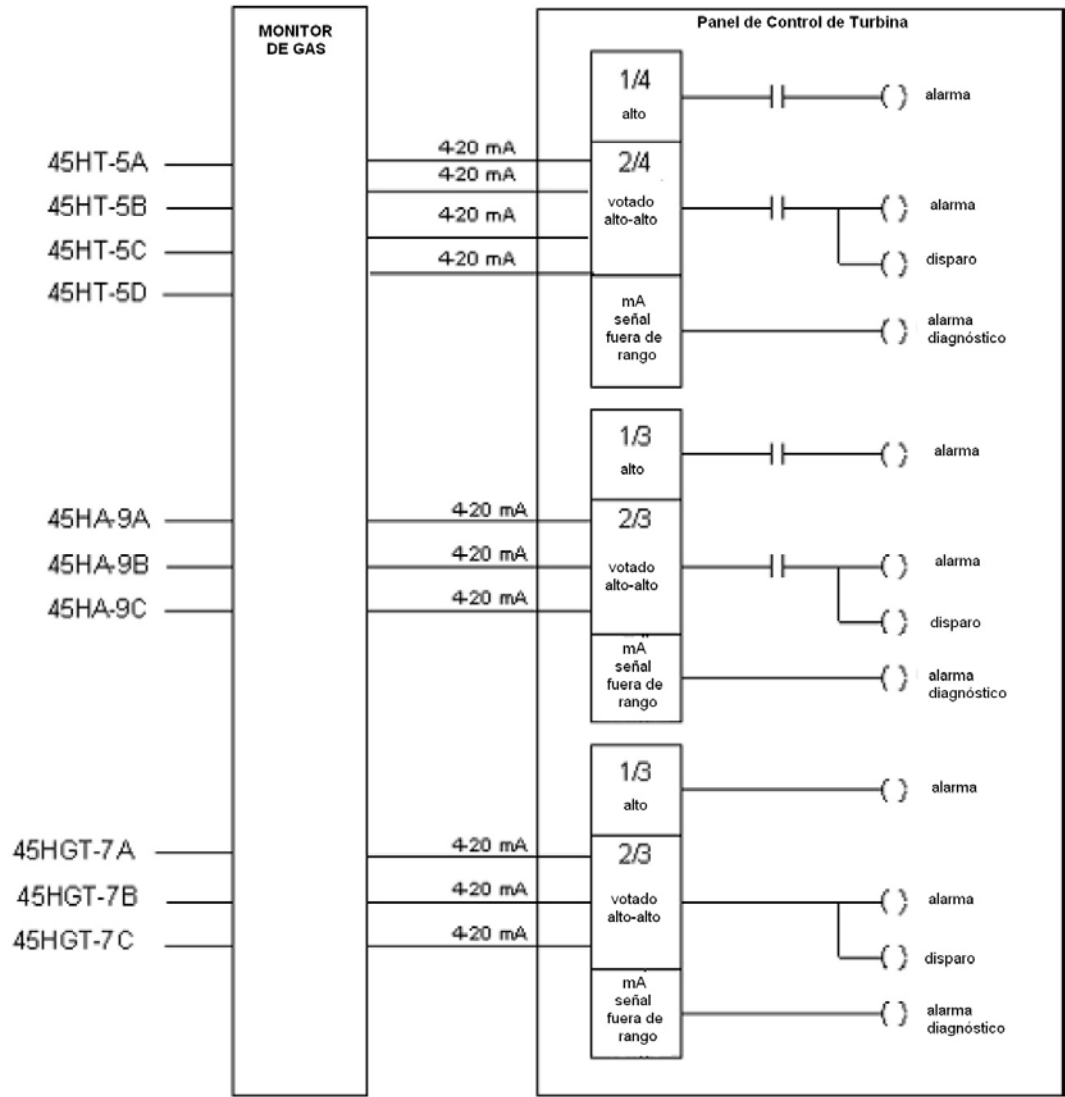 MONITOR
DE GAS
Panel de Control de Turbina
45HT-5A
45HT-5B
45HT-5C
45HT-5D
4-20 mA
4-20 mA
4-20 mA
4-20 mA
1/4
alto
alarma
2/4
votado
alto-alto
alarma
disparo
mA
señal
fuera de
rango
alarma
diagnóstico
45HA-9A
45HA-9B
45HA-9C
4-20 mA
4-20 mA
4-20 mA
1/3
alto
alarma
2/3
votado
alto-alto
alarma
disparo
mA
señal
fuera de
rango
alarma
diagnóstico
45HGT-7A
45HGT-7B
45HGT-7C
4-20 mA
4-20 mA
4-20 mA
1/3
alto
alarma
2/3
votado
alto-alto
alarma
disparo
mA
señal
fuera de
rango
alarma
diagnóstico